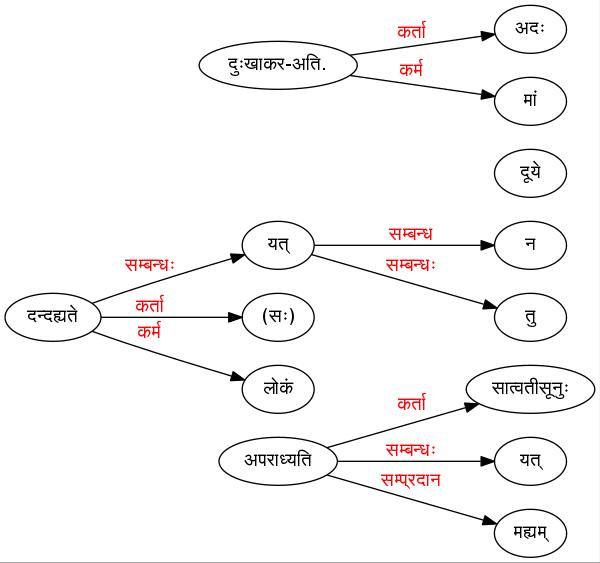 कर्ता
अदः
दुःखाकर-अति.
कर्म
मां
दूये
यत्
सम्बन्ध
न
सम्बन्धः
सम्बन्धः
तु
दन्दह्यते
कर्ता
(सः)
कर्म
लोकं
सात्वतीसूनुः
कर्ता
अपराध्यति
सम्बन्धः
यत्
सम्प्रदान
मह्यम्